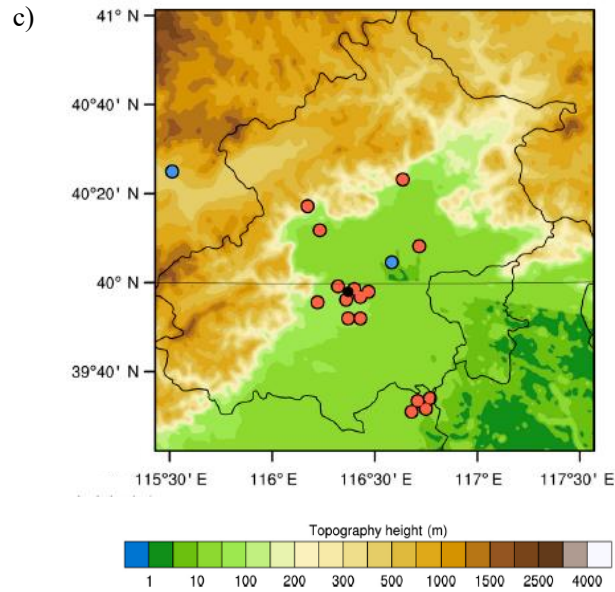 c)
41° N
40°40' N
40°20' N
40° N
39°40' N
115°30' E 116° E 116°30' E 117° E 117°30' E
Topography height (m)
1 10 100 200 300 500 1000 1500 2500 4000